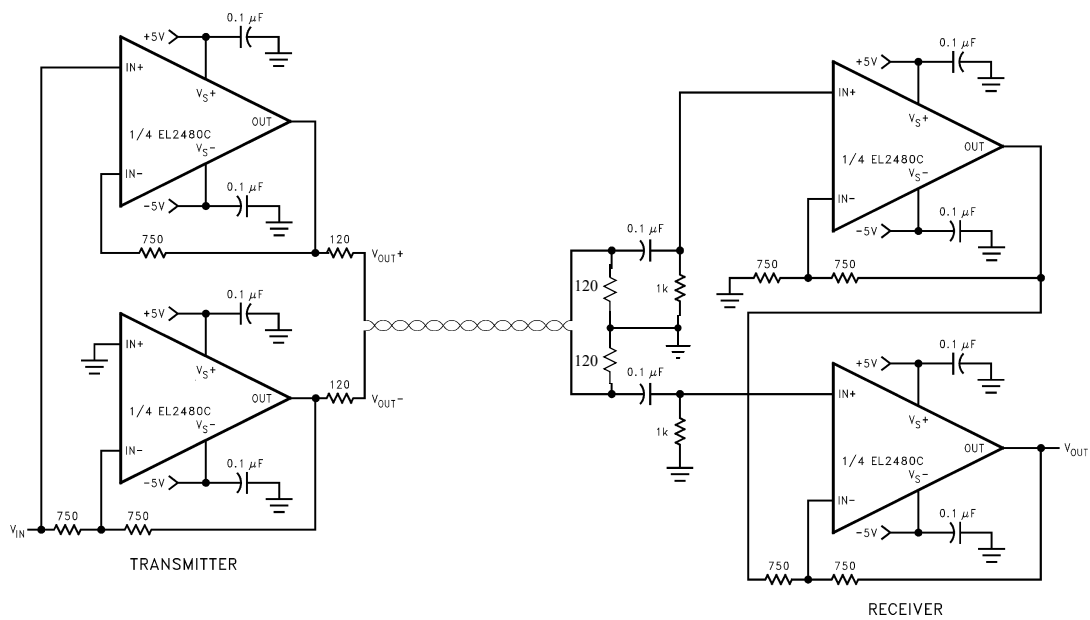 0.1 μF
+5V
IN+
VS+
OUT
1/4 EL2480C
VS−
IN−
−5V
0.1 μF
750
120
VOUT+
0.1 μF
+5V
IN+
VS+
OUT
1/4 EL2480C
VS−
IN−
−5V
0.1 μF
120
VOUT−
VIN
750
750
TRANSMITTER
0.1 μF
120
1k
120
0.1 μF
1k
0.1 μF
+5V
IN+
VS+
OUT
1/4 EL2480C
VS−
IN−
−5V
0.1 μF
750
750
0.1 μF
+5V
IN+
VS+
OUT
VOUT
1/4 EL2480C
VS−
IN−
−5V
0.1 μF
750
750
RECEIVER